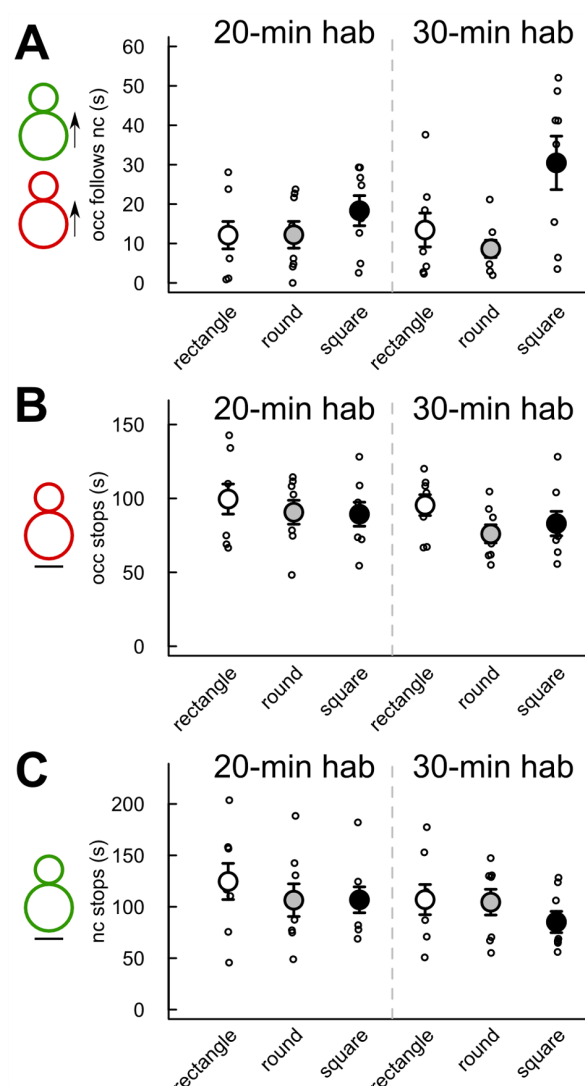 A
20-min hab
30-min hab
occ follows nc (s)
60
50
40
30
20
10
0
rectangle
round
square
rectangle
round
square
B
20-min hab
30-min hab
occ stops (s)
150
100
50
0
rectangle
round
square
rectangle
round
square
C
20-min hab
30-min hab
nc stops (s)
200
150
100
50
0
rectangle
round
square
rectangle
round
square